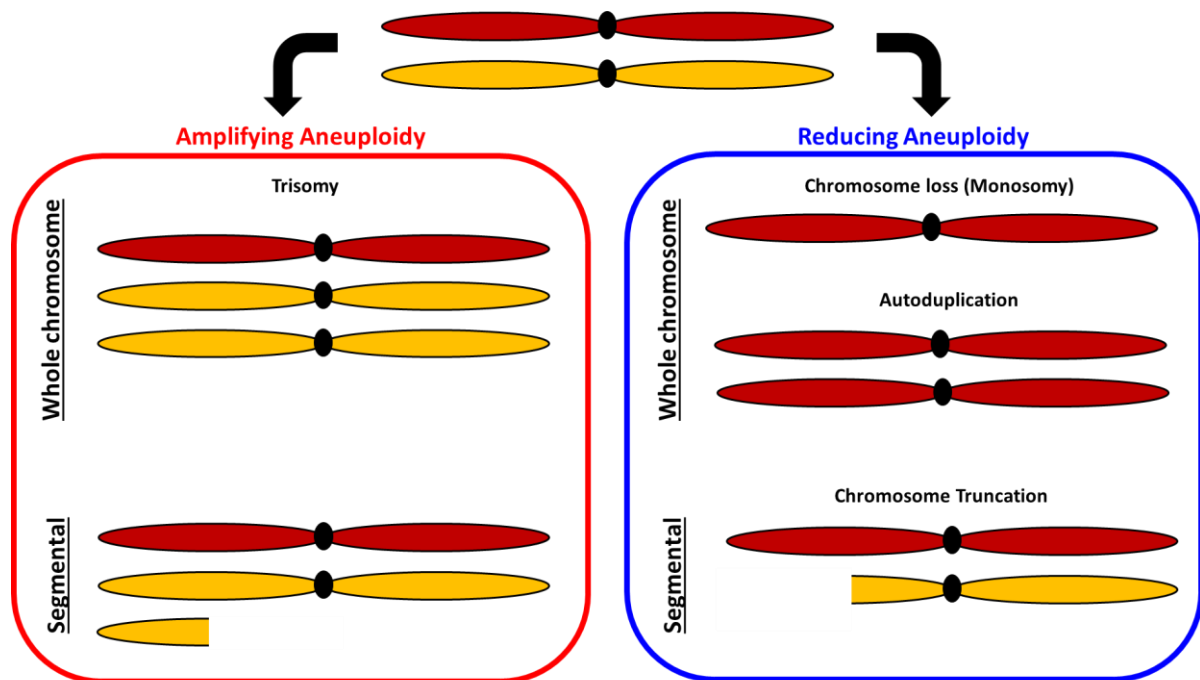 Amplifying Aneuploidy
Trisomy
Whole chromosome
Segmental
Reducing Aneuploidy
Chromosome loss (Monosomy)
Whole chromosome
Autoduplication
Chromosome Truncation
Segmental